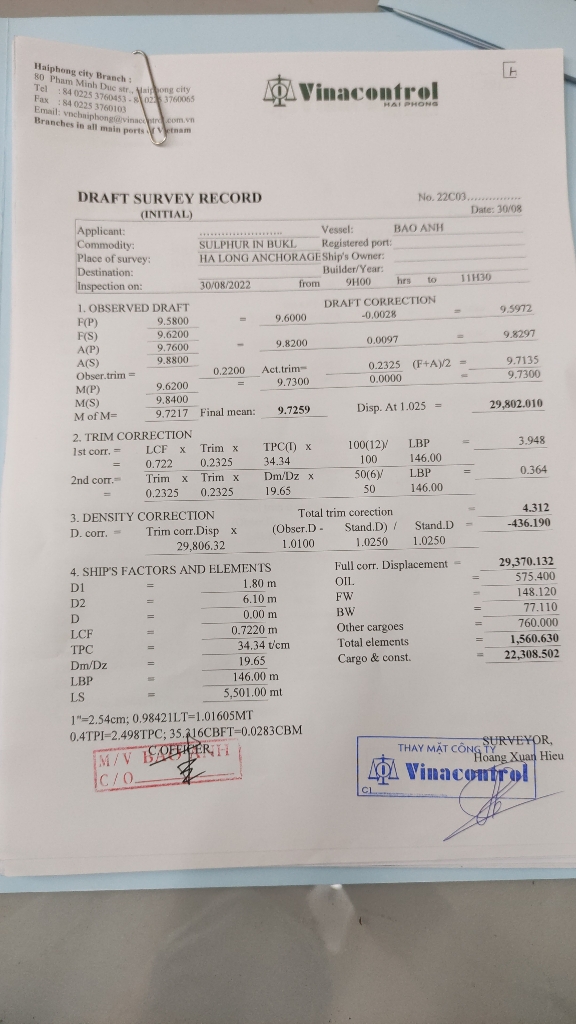 Haiphong city Branch :
80 Pham Minh Duc str., Haiphong city
Tel : 84 0225 3760453 - 84 0225 3760065
Fax : 84 0225 3760103
Email: vnchaiphong@vinacontrol.com.vn
Branches in all main ports of Vietnam
Vinacontrol
HAI PHONG
DRAFT SURVEY RECORD No. 22C03...............
(INITIAL) Date: 30/08
Applicant: ........................ Vessel: BAO ANH
Commodity: SULPHUR IN BUKL Registered port:
Place of survey: HA LONG ANCHORAGE Ship's Owner:
Destination: Builder/Year:
Inspection on: 30/08/2022 from 9H00 hrs to 11H30
1. OBSERVED DRAFT DRAFT CORRECTION
F(P) 9.5800 = 9.6000 -0.0028 = 9.5972
F(S) 9.6200
A(P) 9.7600 = 9.8200 0.0097 = 9.8297
A(S) 9.8800
Obser.trim = 0.2200 Act.trim= 0.2325 (F+A)/2 = 9.7135
M(P) 9.6200 = 9.7300 0.0000 = 9.7300
M(S) 9.8400
M of M= 9.7217 Final mean: 9.7259 Disp. At 1.025 = 29,802.010
2. TRIM CORRECTION
1st corr. = LCF x Trim x TPC(I) x 100(12)/ LBP = 3.948
= 0.722 0.2325 34.34 100 146.00
2nd corr.= Trim x Trim x Dm/Dz x 50(6)/ LBP = 0.364
= 0.2325 0.2325 19.65 50 146.00
Total trim corection 4.312
3. DENSITY CORRECTION
D. corr. = Trim corr.Disp x (Obser.D - Stand.D) / Stand.D = -436.190
29,806.32 1.0100 1.0250 1.0250
4. SHIP'S FACTORS AND ELEMENTS Full corr. Displacement = 29,370.132
D1 = 1.80 m OIL = 575.400
D2 = 6.10 m FW = 148.120
D = 0.00 m BW = 77.110
LCF = 0.7220 m Other cargoes = 760.000
TPC = 34.34 t/cm Total elements = 1,560.630
Dm/Dz = 19.65 Cargo & const. = 22,308.502
LBP = 146.00 m
LS = 5,501.00 mt
1"=2.54cm; 0.98421LT=1.01605MT
0.4TPI=2.498TPC; 35.316CBFT=0.0283CBM
C.OFFICER,
M/V BAO ANH
C/O
SURVEYOR,
THAY MẶT CÔNG TY
Hoang Xuan Hieu
Vinacontrol